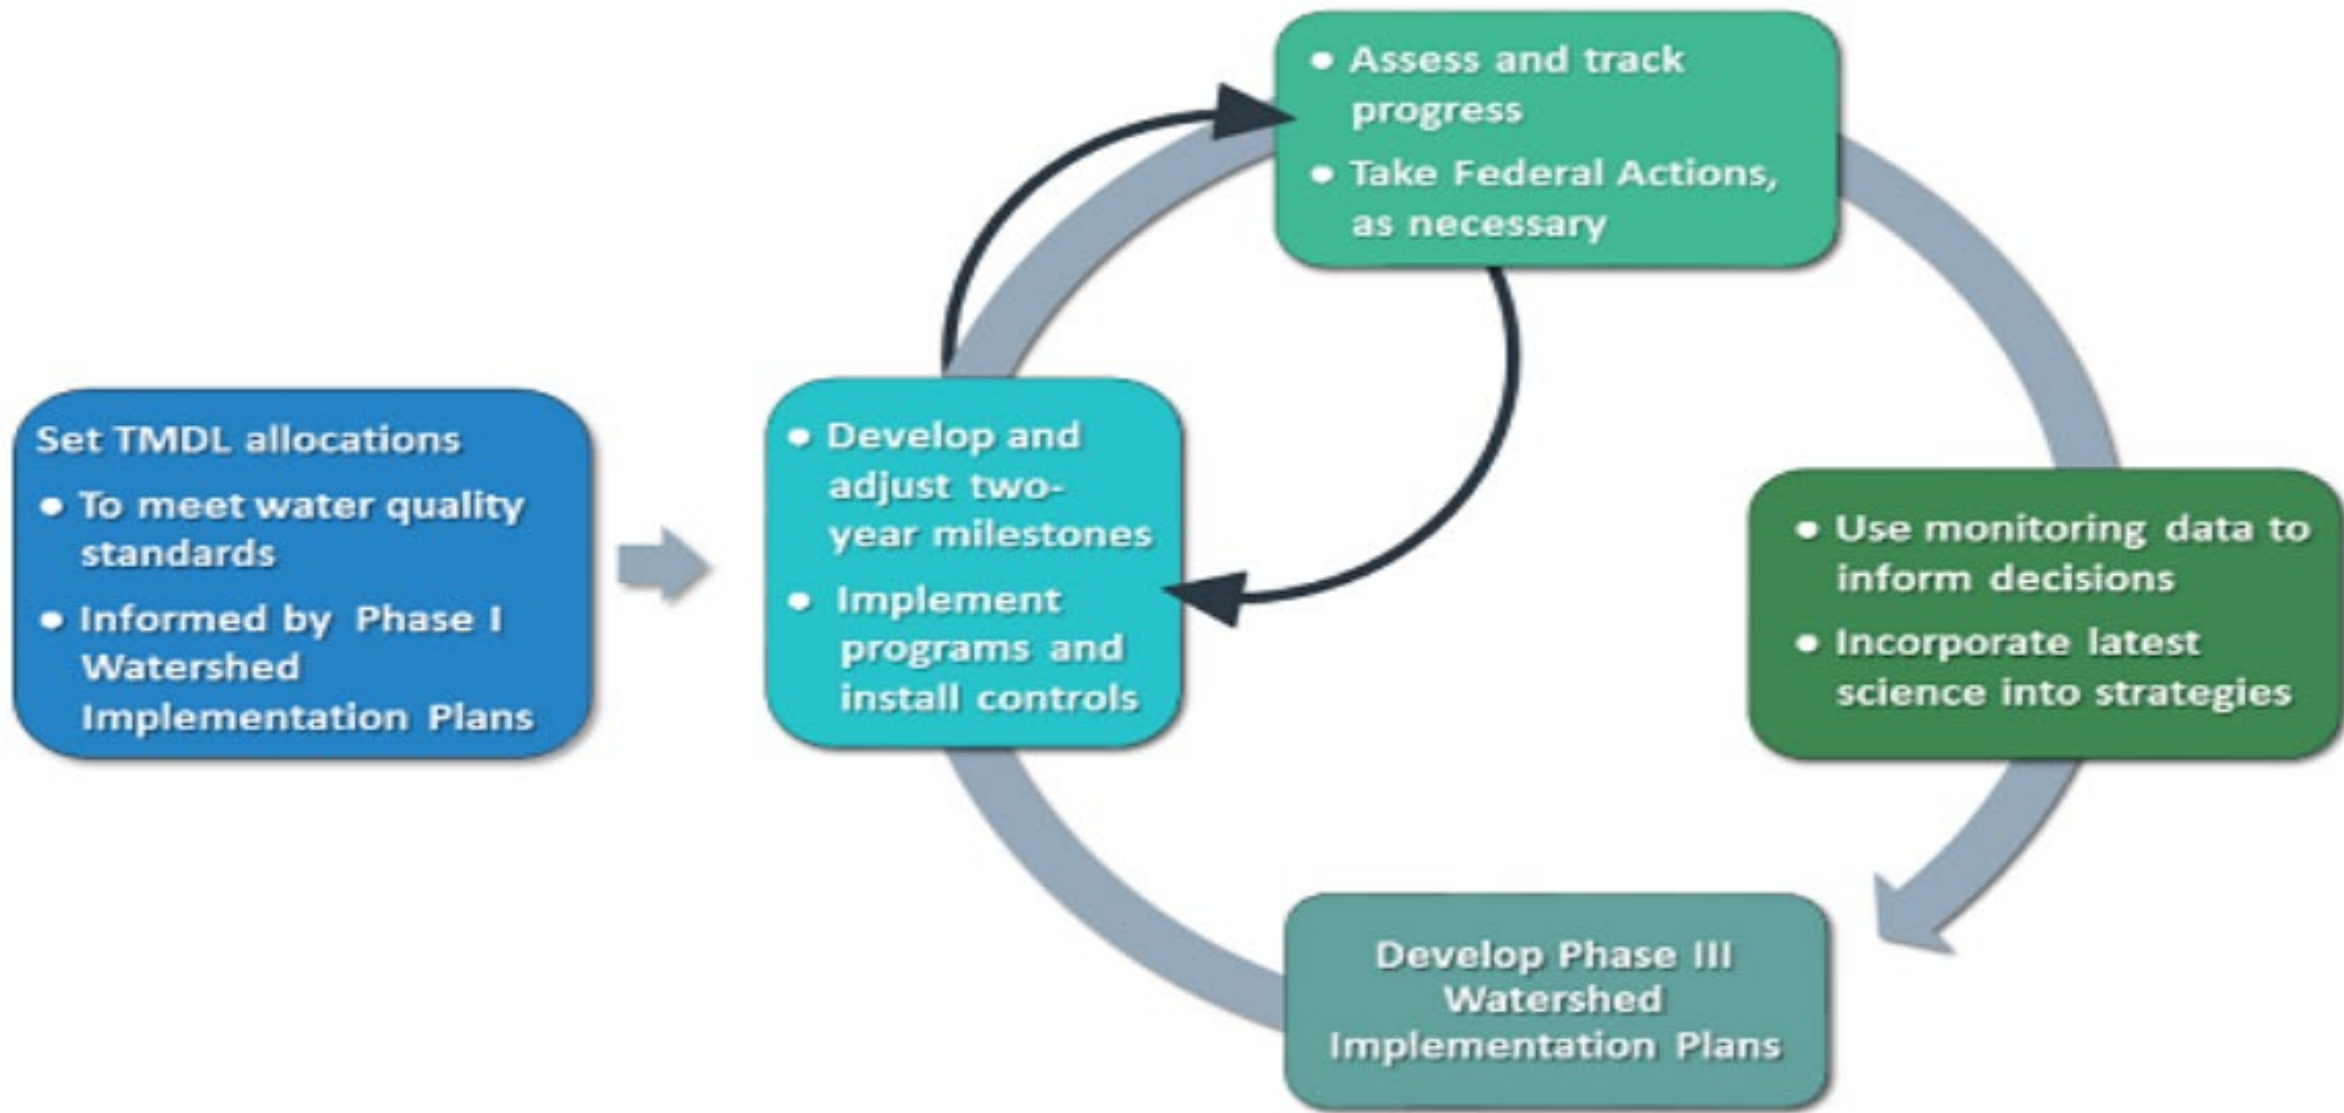 Set TMDL allocations
● To meet water quality
standards
● Informed by Phase I
Watershed
Implementation Plans
● Develop and
adjust two-
year milestones
● Implement
programs and
install controls
● Assess and track
progress
● Take Federal Actions,
as necessary
● Use monitoring data to
inform decisions
● Incorporate latest
science into strategies
Develop Phase III
Watershed
Implementation Plans